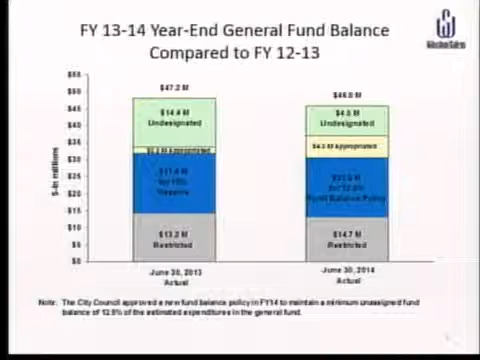 FY 13-14 Year-End General Fund Balance
Compared to FY 12-13
Winston-Salem
$55
$50
$45
$40
$35
$30
$25
$20
$15
$10
$5
$0
$-in millions
$47.2 M
$14.4 M
Undesignated
Appropriated
Reserve
$13.2 M
Restricted
June 30, 2013
Actual
Undesignated
Appropriated
Fund Balance Policy
$14.7 M
Restricted
June 30, 2014
Actual
Note: The City Council approved a new fund balance policy in FY14 to maintain a minimum unassigned fund
balance of 12.5% of the estimated expenditures in the general fund.